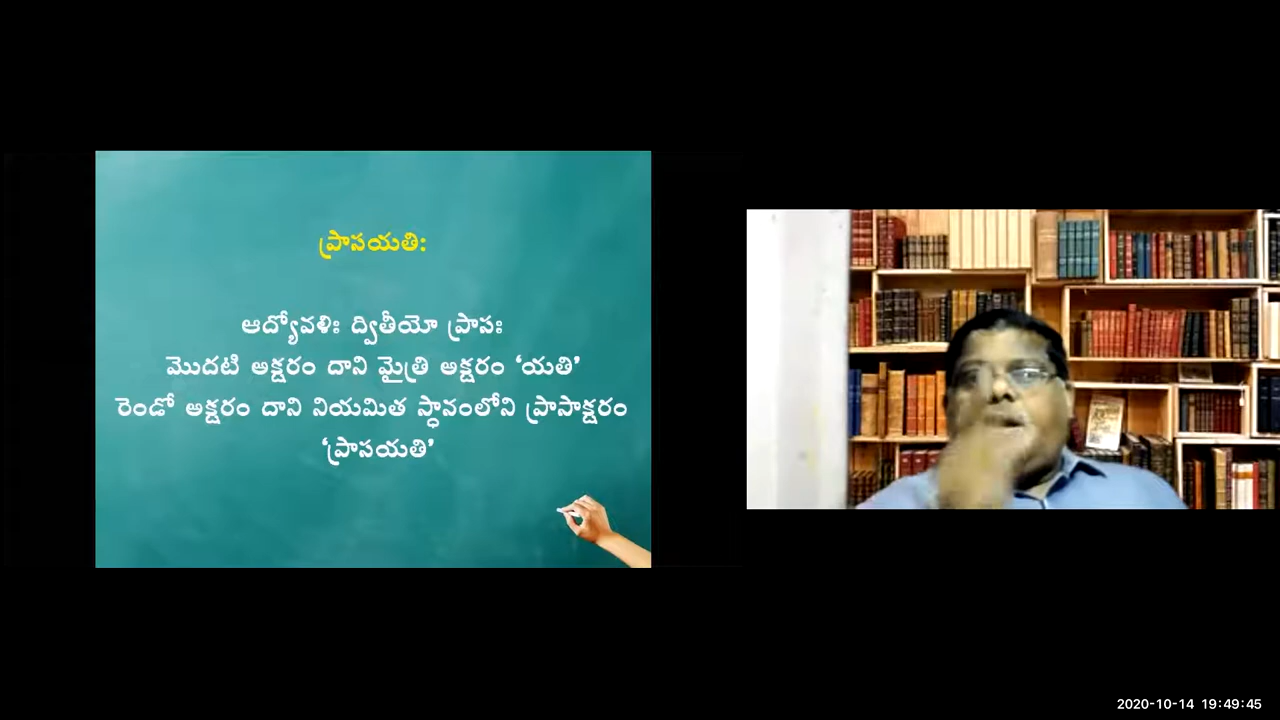 ప్రాసయతి:
ఆద్యోవళిః ద్వితీయో ప్రాసః
మొదటి అక్షరం దాని మైత్రి అక్షరం ‘యతి’
రెండో అక్షరం దాని నియమిత స్థానంలోని ప్రాసాక్షరం
‘ప్రాసయతి’
2020-10-14 19:49:45